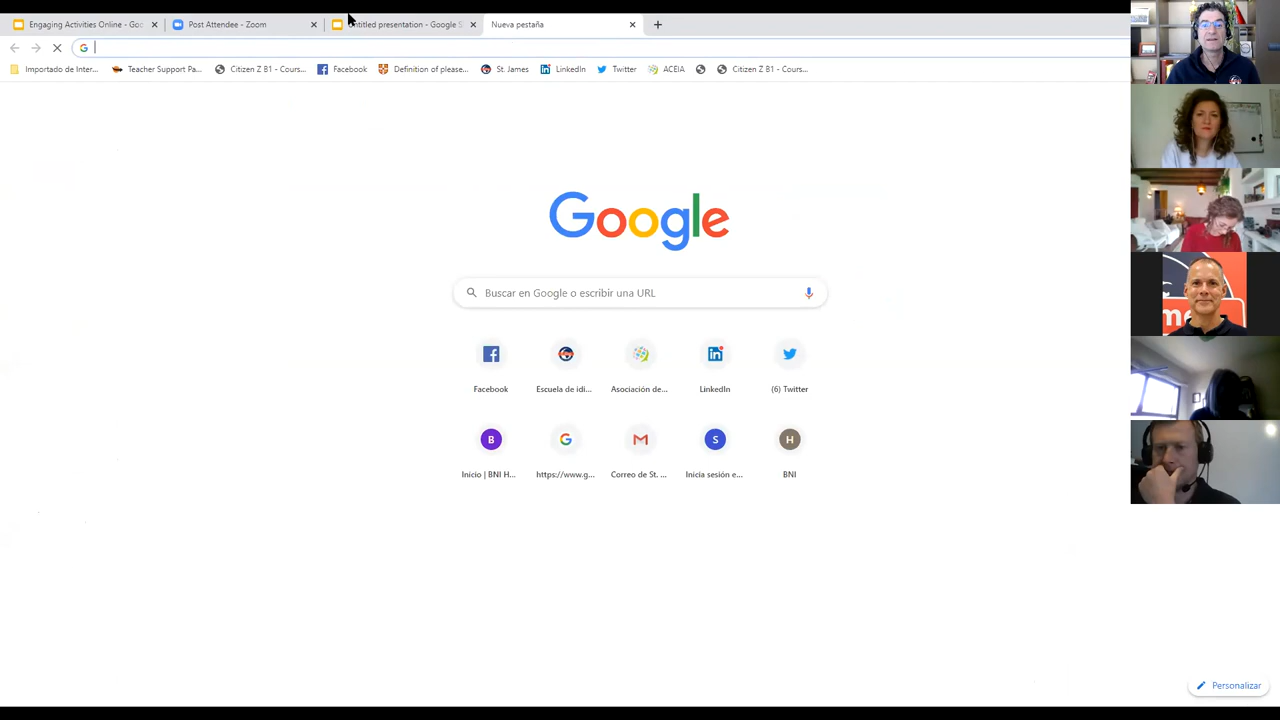 Engaging Activities Online - Goo
Post Attendee - Zoom
Untitled presentation - Google S
Nueva pestaña
Importado de Inter...
Teacher Support Pa...
Citizen Z B1 - Cours...
Facebook
Definition of please...
St. James
LinkedIn
Twitter
ACEIA
Citizen Z B1 - Cours...
Google
Buscar en Google o escribir una URL
Facebook
Escuela de idi...
Asociación de...
LinkedIn
(6) Twitter
B
S
H
Inicio | BNI H...
https://www.g...
Correo de St. ...
Inicia sesión e...
BNI
Personalizar